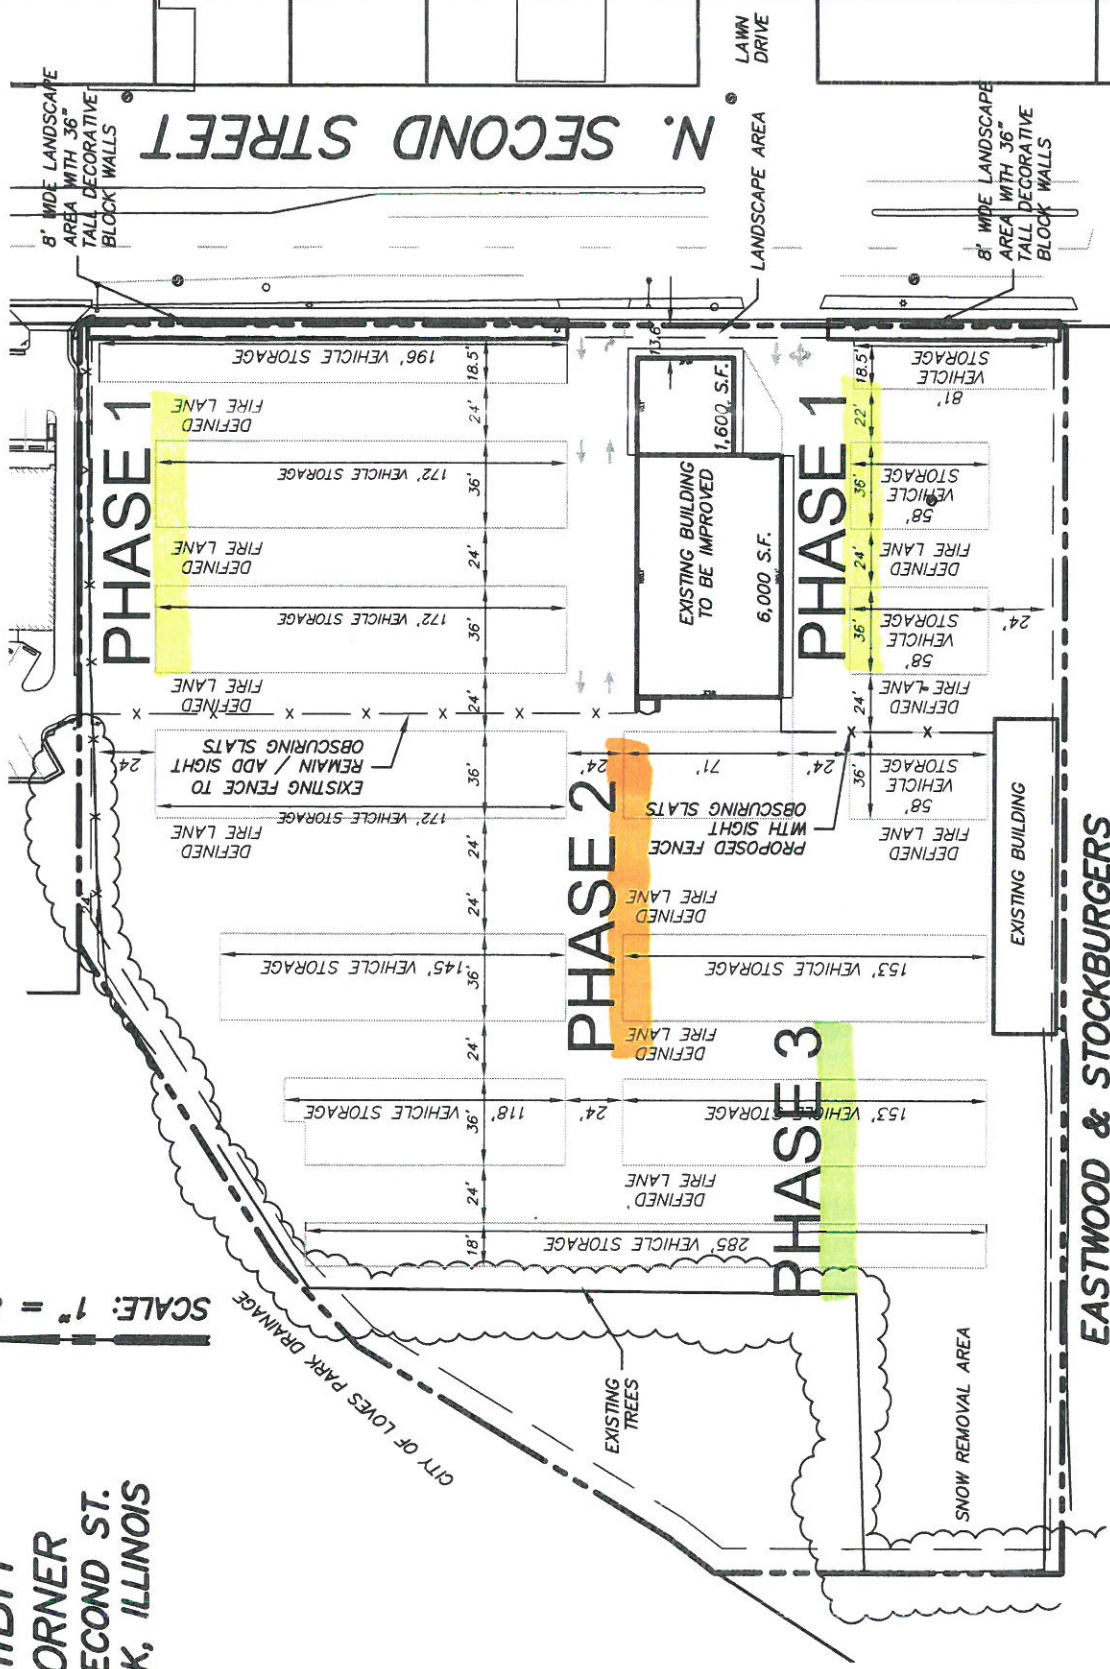 8' WIDE LANDSCAPE
AREA WITH 36"
TALL DECORATIVE
BLOCK WALLS
N. SECOND STREET
LAWN
DRIVE
LANDSCAPE AREA
8' WIDE LANDSCAPE
AREA WITH 36"
TALL DECORATIVE
BLOCK WALLS
196' VEHICLE STORAGE
18.5'
13.6'
18.5'
81'
VEHICLE
STORAGE
PHASE 1
DEFINED
FIRE LANE
24'
1,600 S.F.
PHASE 1
22'
172' VEHICLE STORAGE
36'
EXISTING BUILDING
TO BE IMPROVED
6,000 S.F.
36'
58'
VEHICLE
STORAGE
DEFINED
FIRE LANE
24'
24'
DEFINED
FIRE LANE
172' VEHICLE STORAGE
36'
36'
58'
VEHICLE
STORAGE
24'
DEFINED
FIRE LANE
24'
24'
DEFINED
FIRE LANE
EXISTING FENCE TO
REMAIN / ADD SIGHT
OBSCURING SLATS
24'
172' VEHICLE STORAGE
36'
24'
71'
24'
36'
58'
VEHICLE
STORAGE
PROPOSED FENCE
WITH SIGHT
OBSCURING SLATS
DEFINED
FIRE LANE
24'
DEFINED
FIRE LANE
PHASE 2
24'
24'
DEFINED
FIRE LANE
EXISTING BUILDING
145' VEHICLE STORAGE
36'
153' VEHICLE STORAGE
24'
DEFINED
FIRE LANE
PHASE 3
118' VEHICLE STORAGE
36'
24'
153' VEHICLE STORAGE
24'
DEFINED
FIRE LANE
285' VEHICLE STORAGE
18'
EASTWOOD & STOCKBURGERS
SCALE: 1" =
CITY OF LOVES PARK DRAINAGE
EXISTING
TREES
SNOW REMOVAL AREA
ORNER
ECOND ST.
K, ILLINOIS